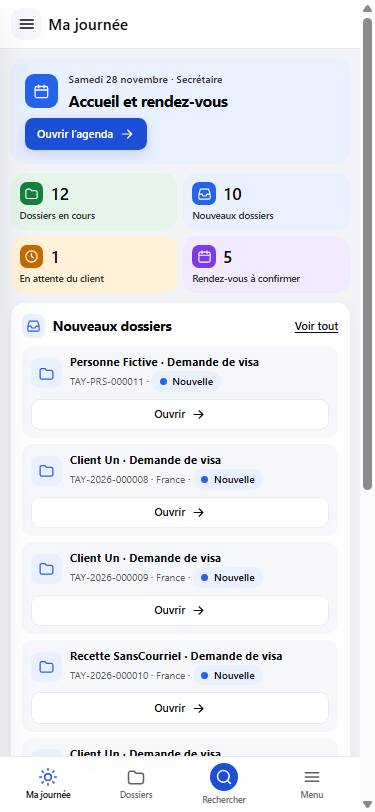 Ma journée
Samedi 28 novembre · Secrétaire
Accueil et rendez-vous
Ouvrir l'agenda →
12
Dossiers en cours
10
Nouveaux dossiers
1
En attente du client
5
Rendez-vous à confirmer
Nouveaux dossiers
Voir tout
Personne Fictive · Demande de visa
TAY-PRS-000011 · Nouvelle
Ouvrir →
Client Un · Demande de visa
TAY-2026-000008 · France · Nouvelle
Ouvrir →
Client Un · Demande de visa
TAY-2026-000009 · France · Nouvelle
Ouvrir →
Recette SansCourriel · Demande de visa
TAY-2026-000010 · France · Nouvelle
Ouvrir →
Client Un · Demande de visa
Ma journée
Dossiers
Rechercher
Menu